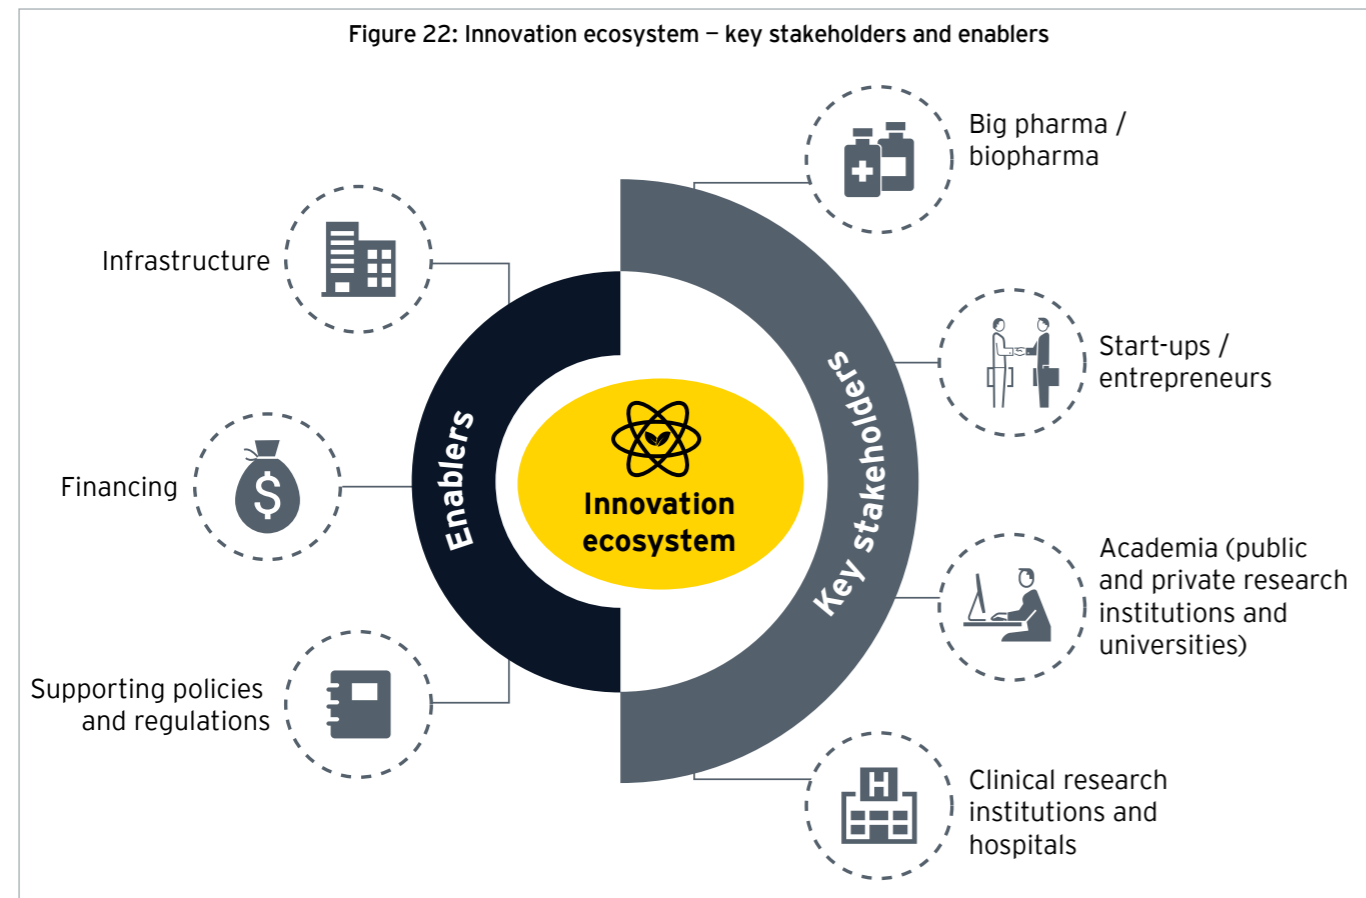 Figure 22: Innovation ecosystem – key stakeholders and enablers
Infrastructure
Financing
Supporting policies
and regulations
Enablers
$
Innovation
ecosystem
Key stakeholders
Big pharma /
biopharma
Start-ups /
entrepreneurs
Academia (public
and private research
institutions and
universities)
H
Clinical research
institutions and
hospitals